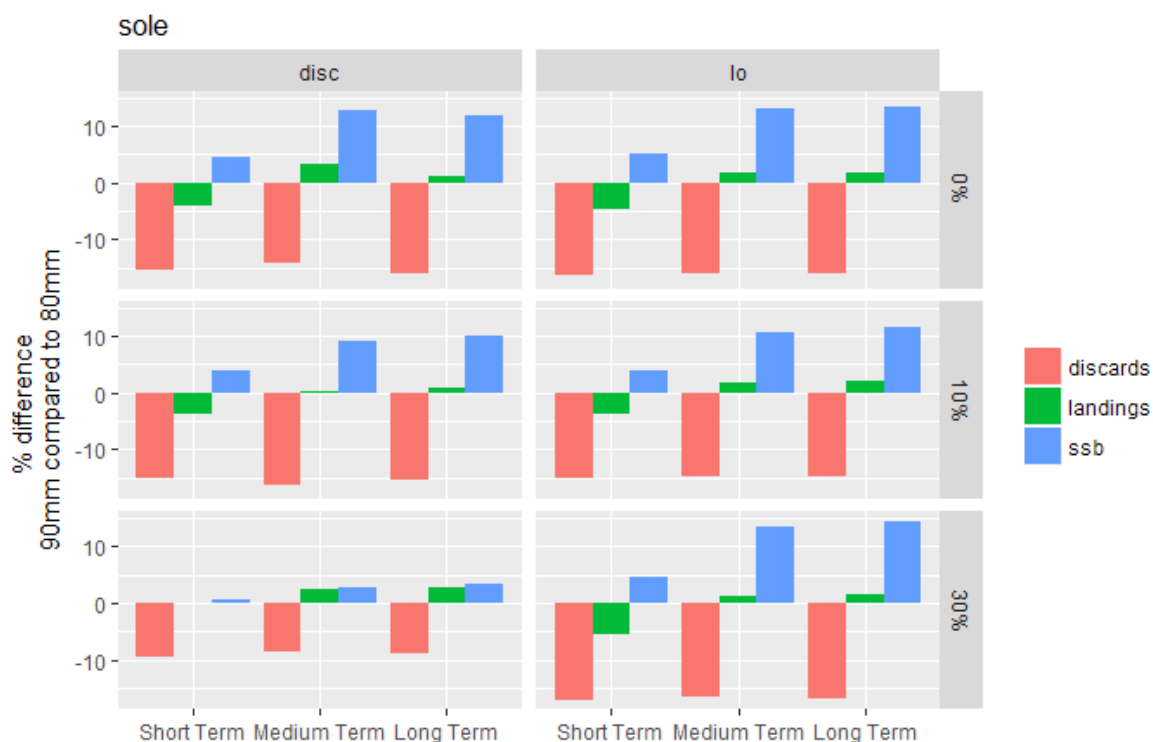 sole
disc
lo
10
0
-10
0%
10
0
-10
10%
10
0
-10
30%
% difference
90mm compared to 80mm
Short Term Medium Term Long Term
Short Term Medium Term Long Term
discards
landings
ssb